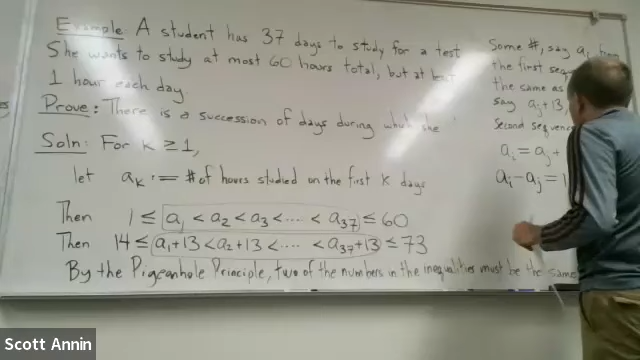 Example: A student has 37 days to study for a test
She wants to study at most 60 hours total, but at least
1 hour each day.
Prove: There is a succession of days during which she
Soln: For k ≥ 1,
let a_k := # of hours studied on the first k days
Then 1 ≤ a_1 < a_2 < a_3 < ... < a_37 ≤ 60
Then 14 ≤ a_1+13 < a_2+13 < ... < a_37+13 ≤ 73
By the Pigeonhole Principle, two of the numbers in the inequalities must be the same
Some #, say a_i from
the first seq
the same as
say a_j+13
second sequence
a_i = a_j +
a_i - a_j = 1
Scott Annin